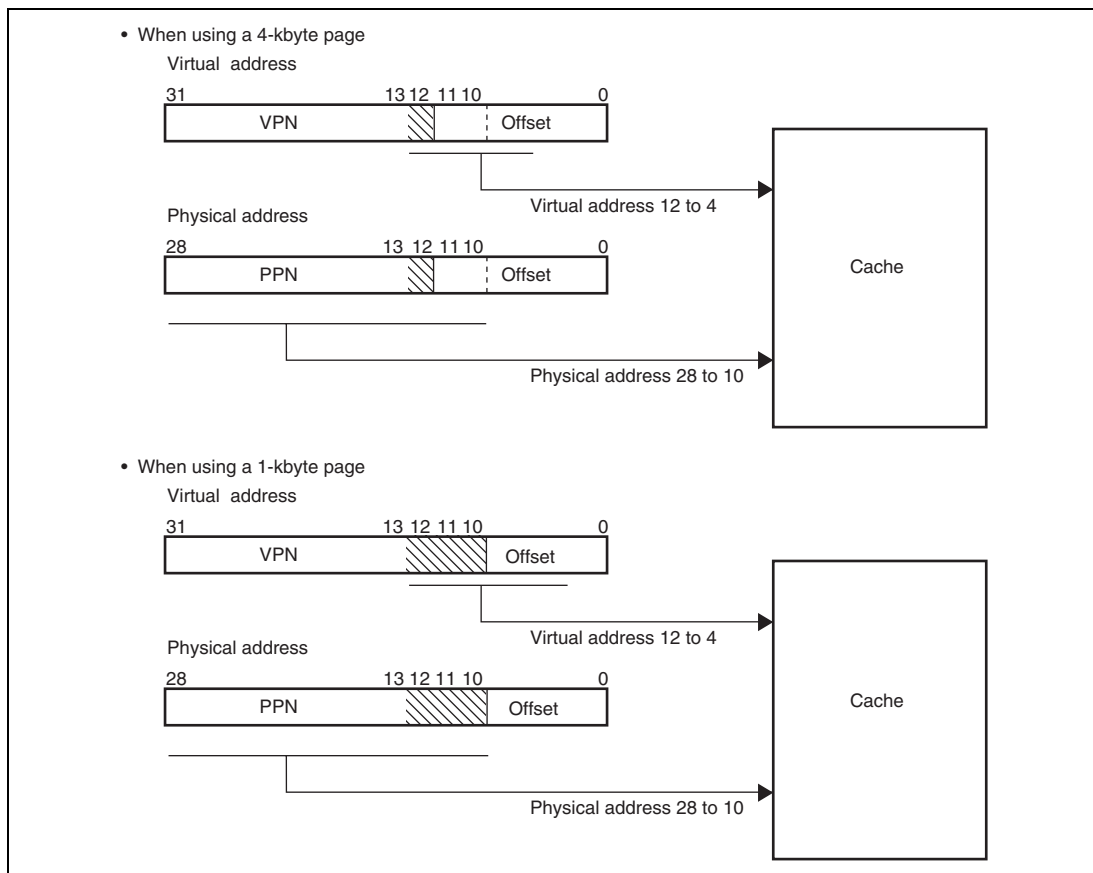 • When using a 4-kbyte page
Virtual address
31 13 12 11 10 0
VPN Offset
Virtual address 12 to 4
Physical address
28 13 12 11 10 0
PPN Offset
Cache
Physical address 28 to 10
• When using a 1-kbyte page
Virtual address
31 13 12 11 10 0
VPN Offset
Virtual address 12 to 4
Physical address
28 13 12 11 10 0
PPN Offset
Cache
Physical address 28 to 10